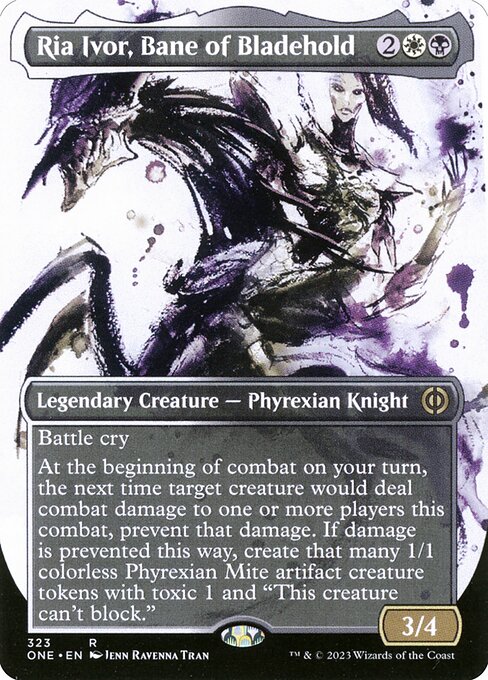 Ria Ivor, Bane of Bladehold 2
Legendary Creature — Phyrexian Knight
Battle cry
At the beginning of combat on your turn,
the next time target creature would deal
combat damage to one or more players this
combat, prevent that damage. If damage
is prevented this way, create that many 1/1
colorless Phyrexian Mite artifact creature
tokens with toxic 1 and “This creature
can’t block.”
3/4
323 R
ONE • EN Jenn Ravenna Tran
™ & © 2023 Wizards of the Coast